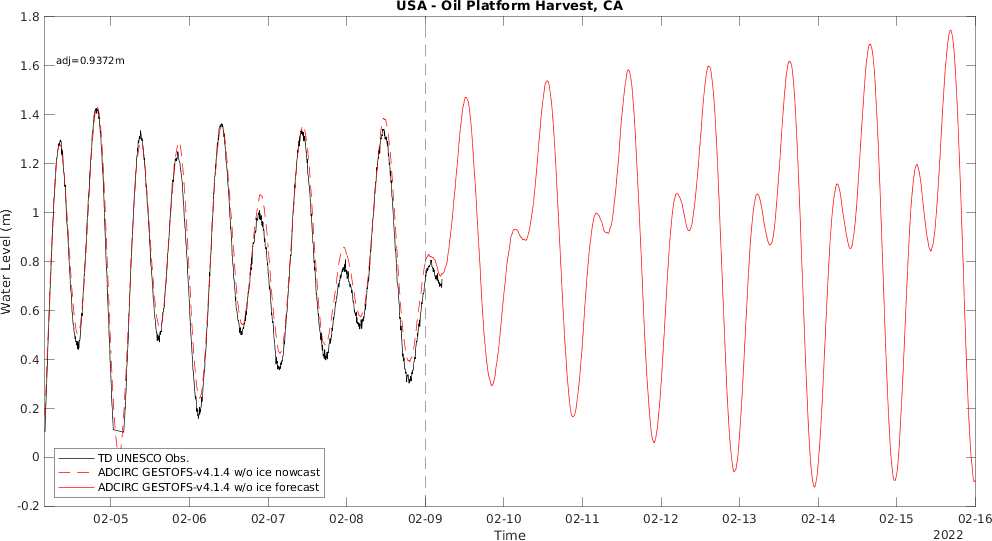 USA - Oil Platform Harvest, CA
1.8
1.6
1.4
1.2
1
0.8
0.6
0.4
0.2
0
-0.2
Water Level (m)
adj=0.9372m
TD UNESCO Obs.
ADCIRC GESTOFS-v4.1.4 w/o ice nowcast
ADCIRC GESTOFS-v4.1.4 w/o ice forecast
02-05 02-06 02-07 02-08 02-09 02-10 02-11 02-12 02-13 02-14 02-15 02-16
Time
2022